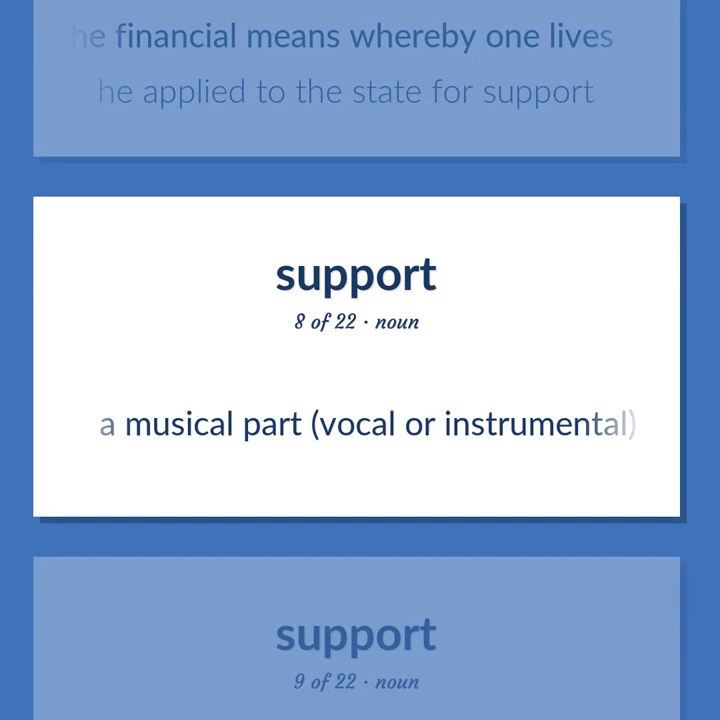 he financial means whereby one lives
he applied to the state for support
support
8 of 22 · noun
a musical part (vocal or instrumental)
support
9 of 22 · noun